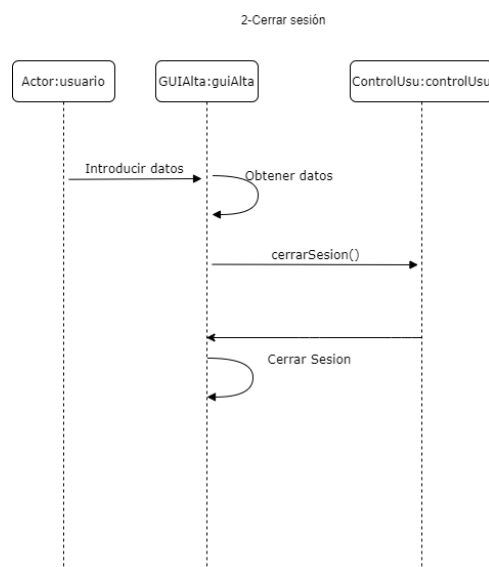 2-Cerrar sesión
Actor:usuario
GUIAlta:guiAlta
ControlUsu:controlUsu
Introducir datos
Obtener datos
cerrarSesion()
Cerrar Sesion